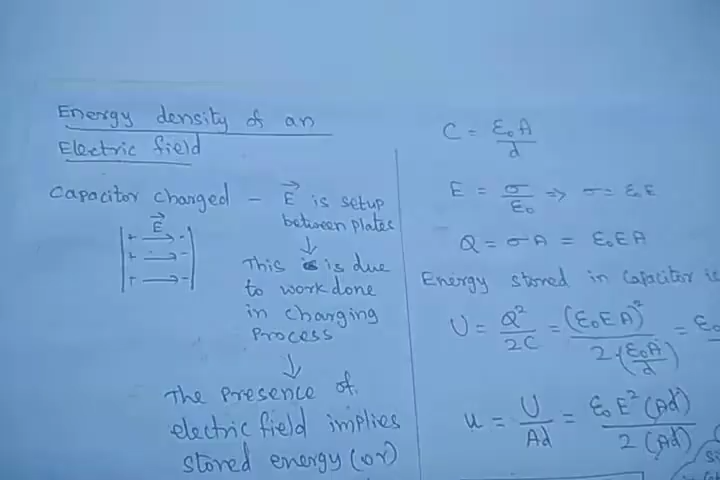 Energy density of an
Electric field
Capacitor charged – E⃗ is setup
between plates
E⃗
+ → -
+ → -
+ → -
↓
This is is due
to work done
in charging
process
↓
The presence of
electric field implies
stored energy (or)
C = ε₀A/d
E = σ/ε₀ ⇒ σ = ε₀E
Q = σA = ε₀EA
Energy stored in capacitor is
U = Q²/2C = (ε₀EA)²/2(ε₀A/d) = ε₀
u = U/Ad = ε₀E²(Ad)/2(Ad)